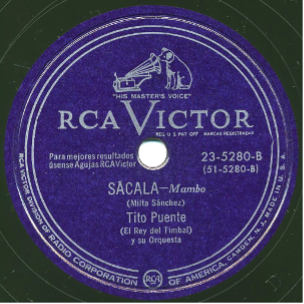 "HIS MASTER'S VOICE"
RCA VICTOR
REG. U.S. PAT. OFF. MARCAS REGISTRADAS
Para mejores resultados
úsense Agujas RCA Victor
23-5280-B
(51-5280-B)
SÁCALA—Mambo
(Milta Sánchez)
Tito Puente
(El Rey del Timbal)
y su Orquesta
RCA VICTOR DIVISION OF RADIO CORPORATION OF AMERICA, CAMDEN, N. J. MADE IN U. S. A.
RCA